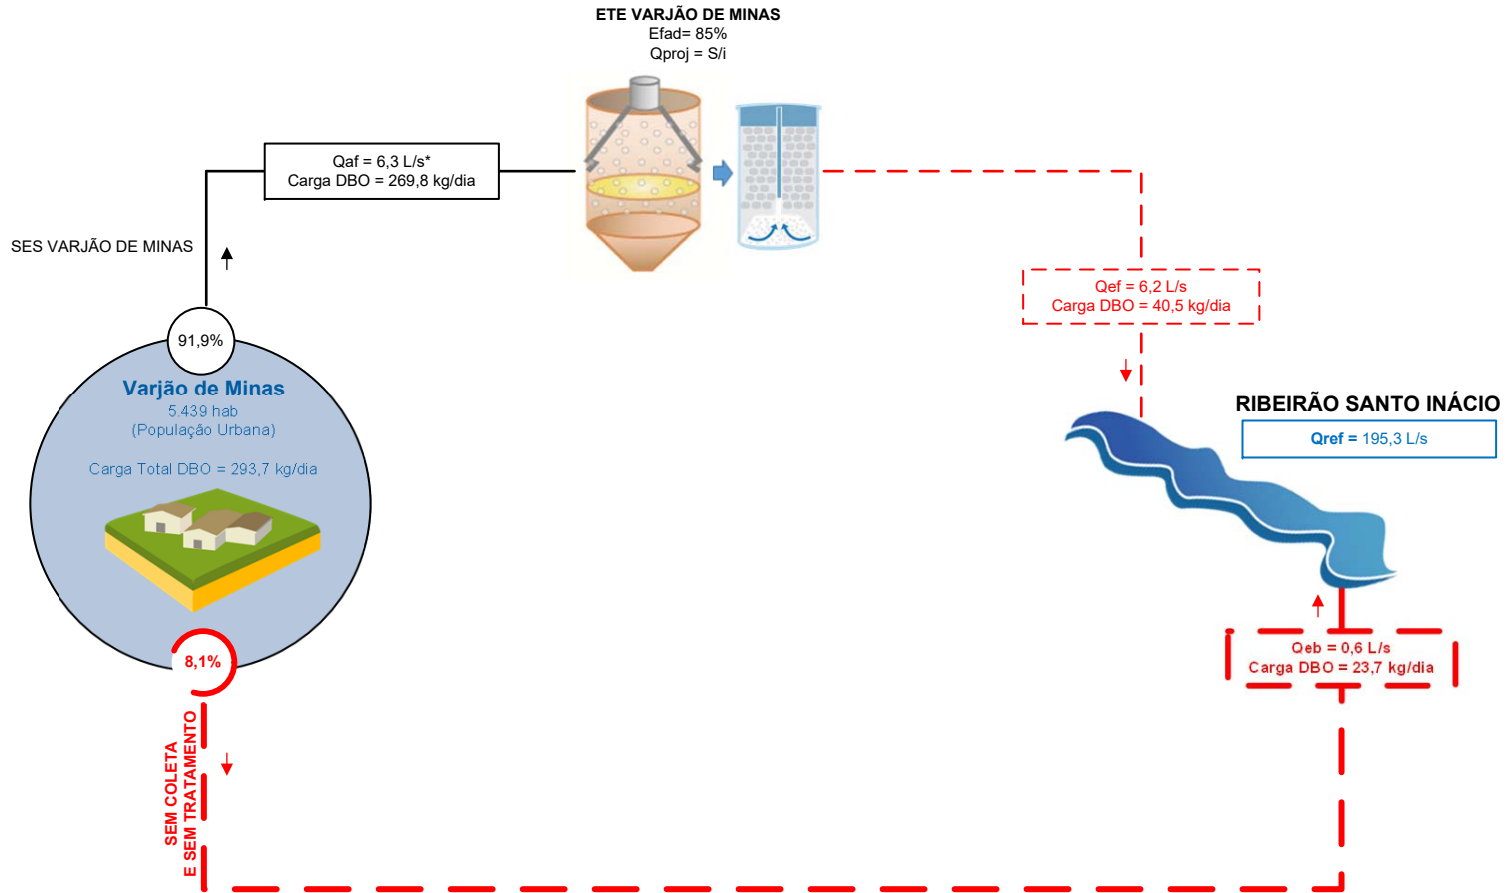 ETE VARJÃO DE MINAS
Efad= 85%
Qproj = S/i
Qaf = 6,3 L/s*
Carga DBO = 269,8 kg/dia
SES VARJÃO DE MINAS
91,9%
Varjão de Minas
5.439 hab
(População Urbana)
Carga Total DBO = 293,7 kg/dia
8,1%
SEM COLETA
E SEM TRATAMENTO
Qef = 6,2 L/s
Carga DBO = 40,5 kg/dia
RIBEIRÃO SANTO INÁCIO
Qref = 195,3 L/s
Qeb = 0,6 L/s
Carga DBO = 23,7 kg/dia